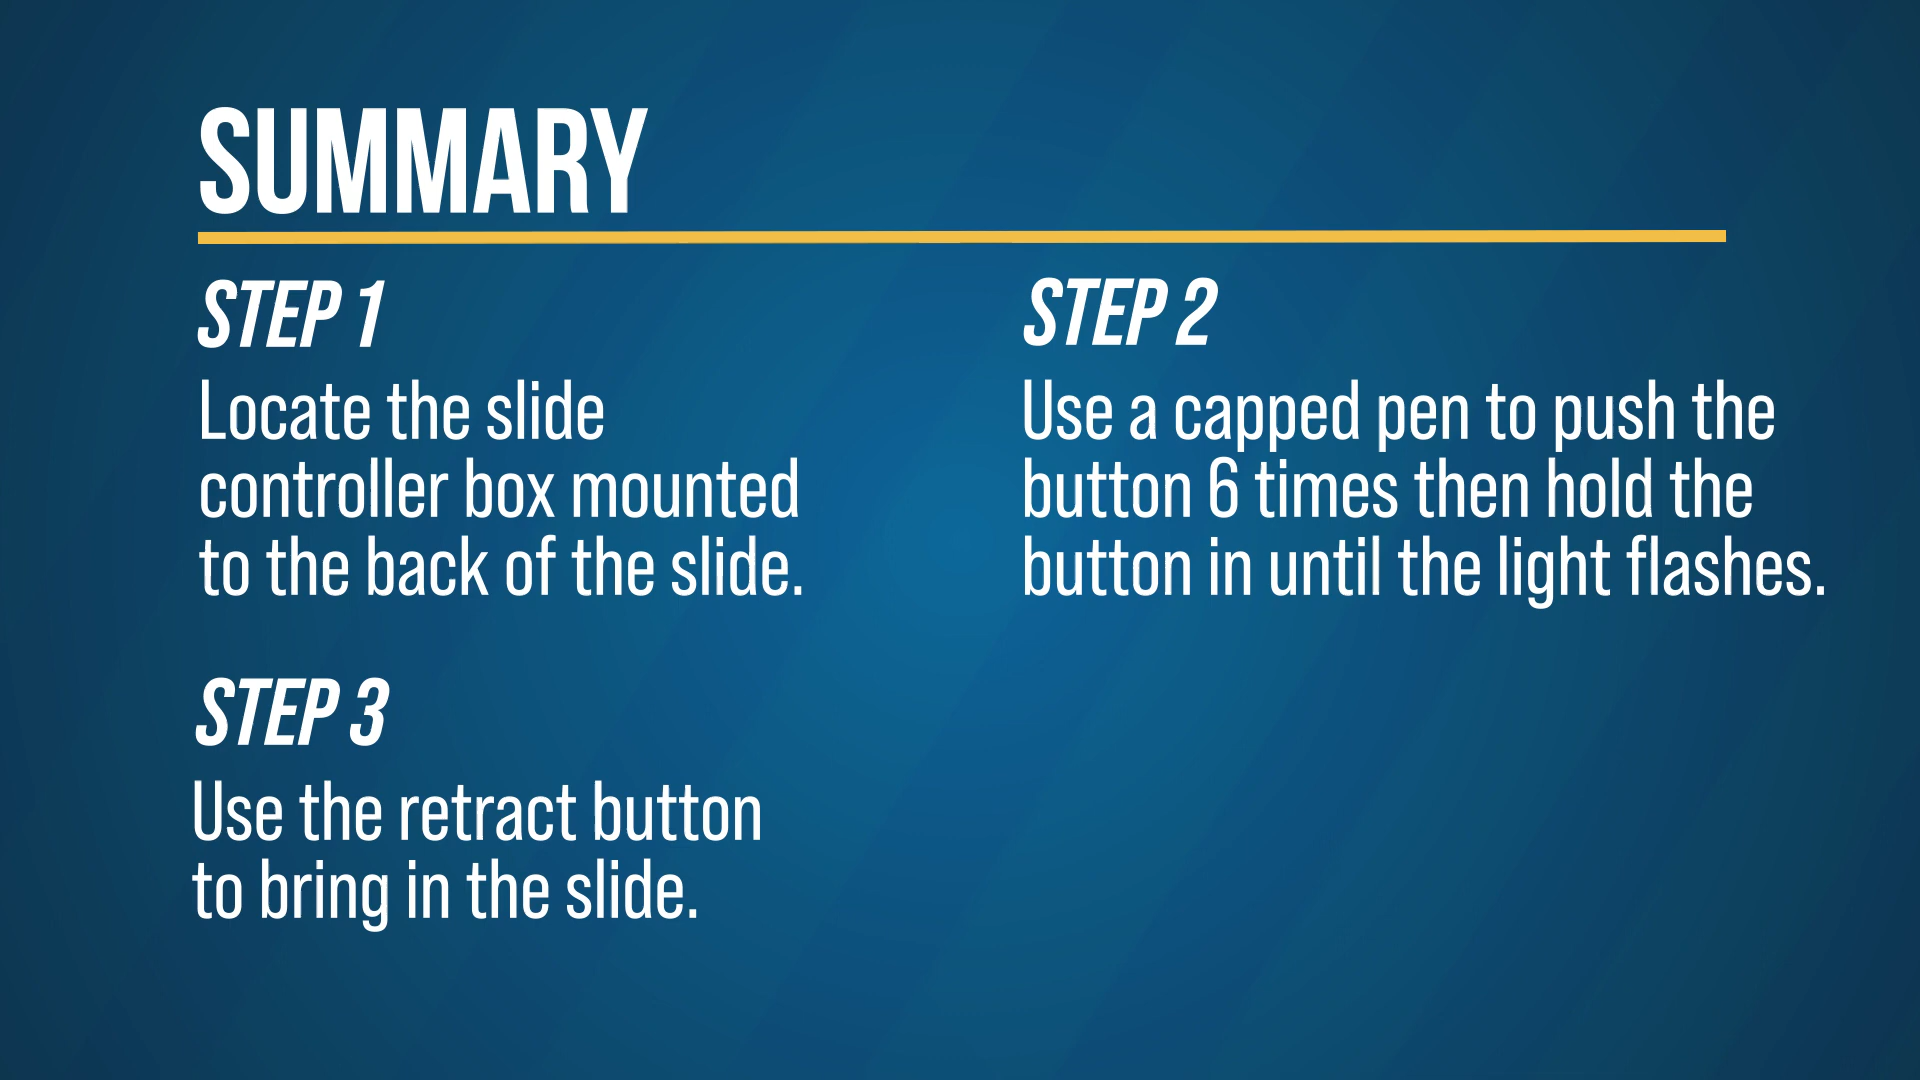 SUMMARY
STEP 1
Locate the slide
controller box mounted
to the back of the slide.
STEP 2
Use a capped pen to push the
button 6 times then hold the
button in until the light flashes.
STEP 3
Use the retract button
to bring in the slide.